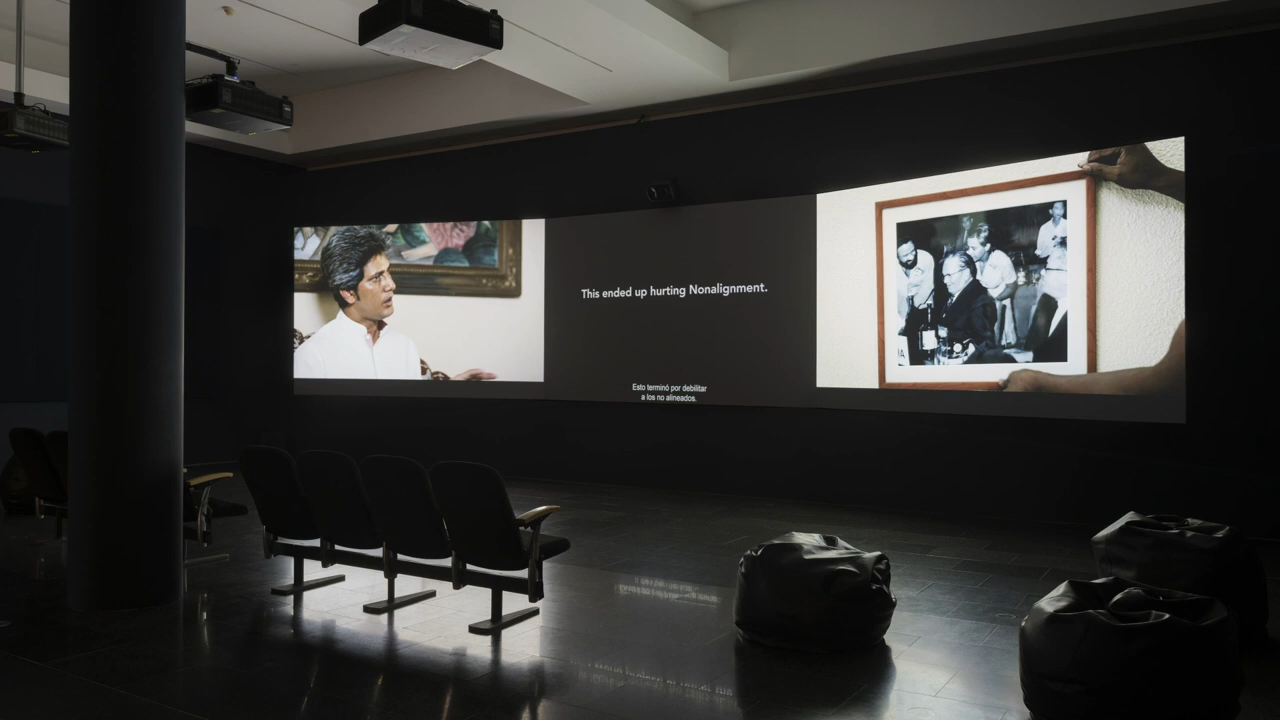 This ended up hurting Nonalignment.
Esto terminó por debilitar
a los no alineados.